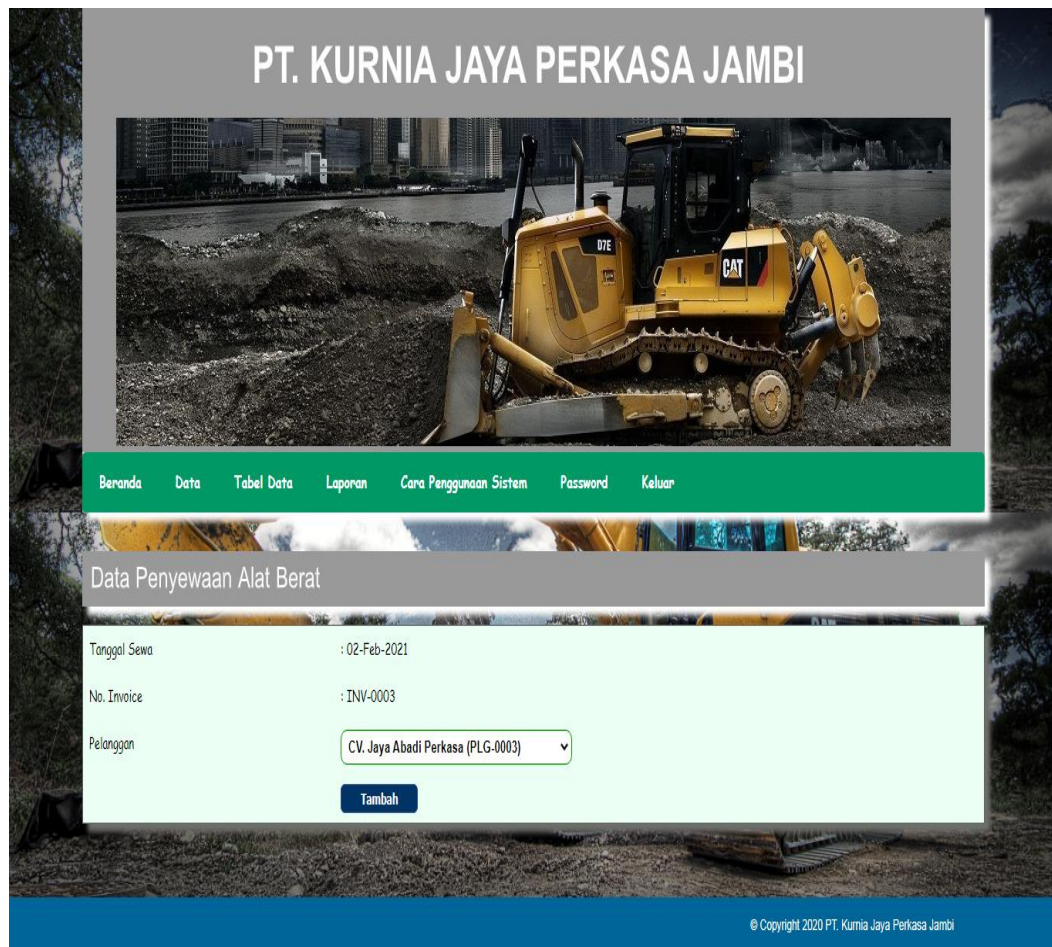 PT. KURNIA JAYA PERKASA JAMBI
D7E
CAT
Beranda Data Tabel Data Laporan Cara Penggunaan Sistem Password Keluar
Data Penyewaan Alat Berat
Tanggal Sewa : 02-Feb-2021
No. Invoice : INV-0003
Pelanggan CV. Jaya Abadi Perkasa (PLG-0003)
Tambah
© Copyright 2020 PT. Kurnia Jaya Perkasa Jambi